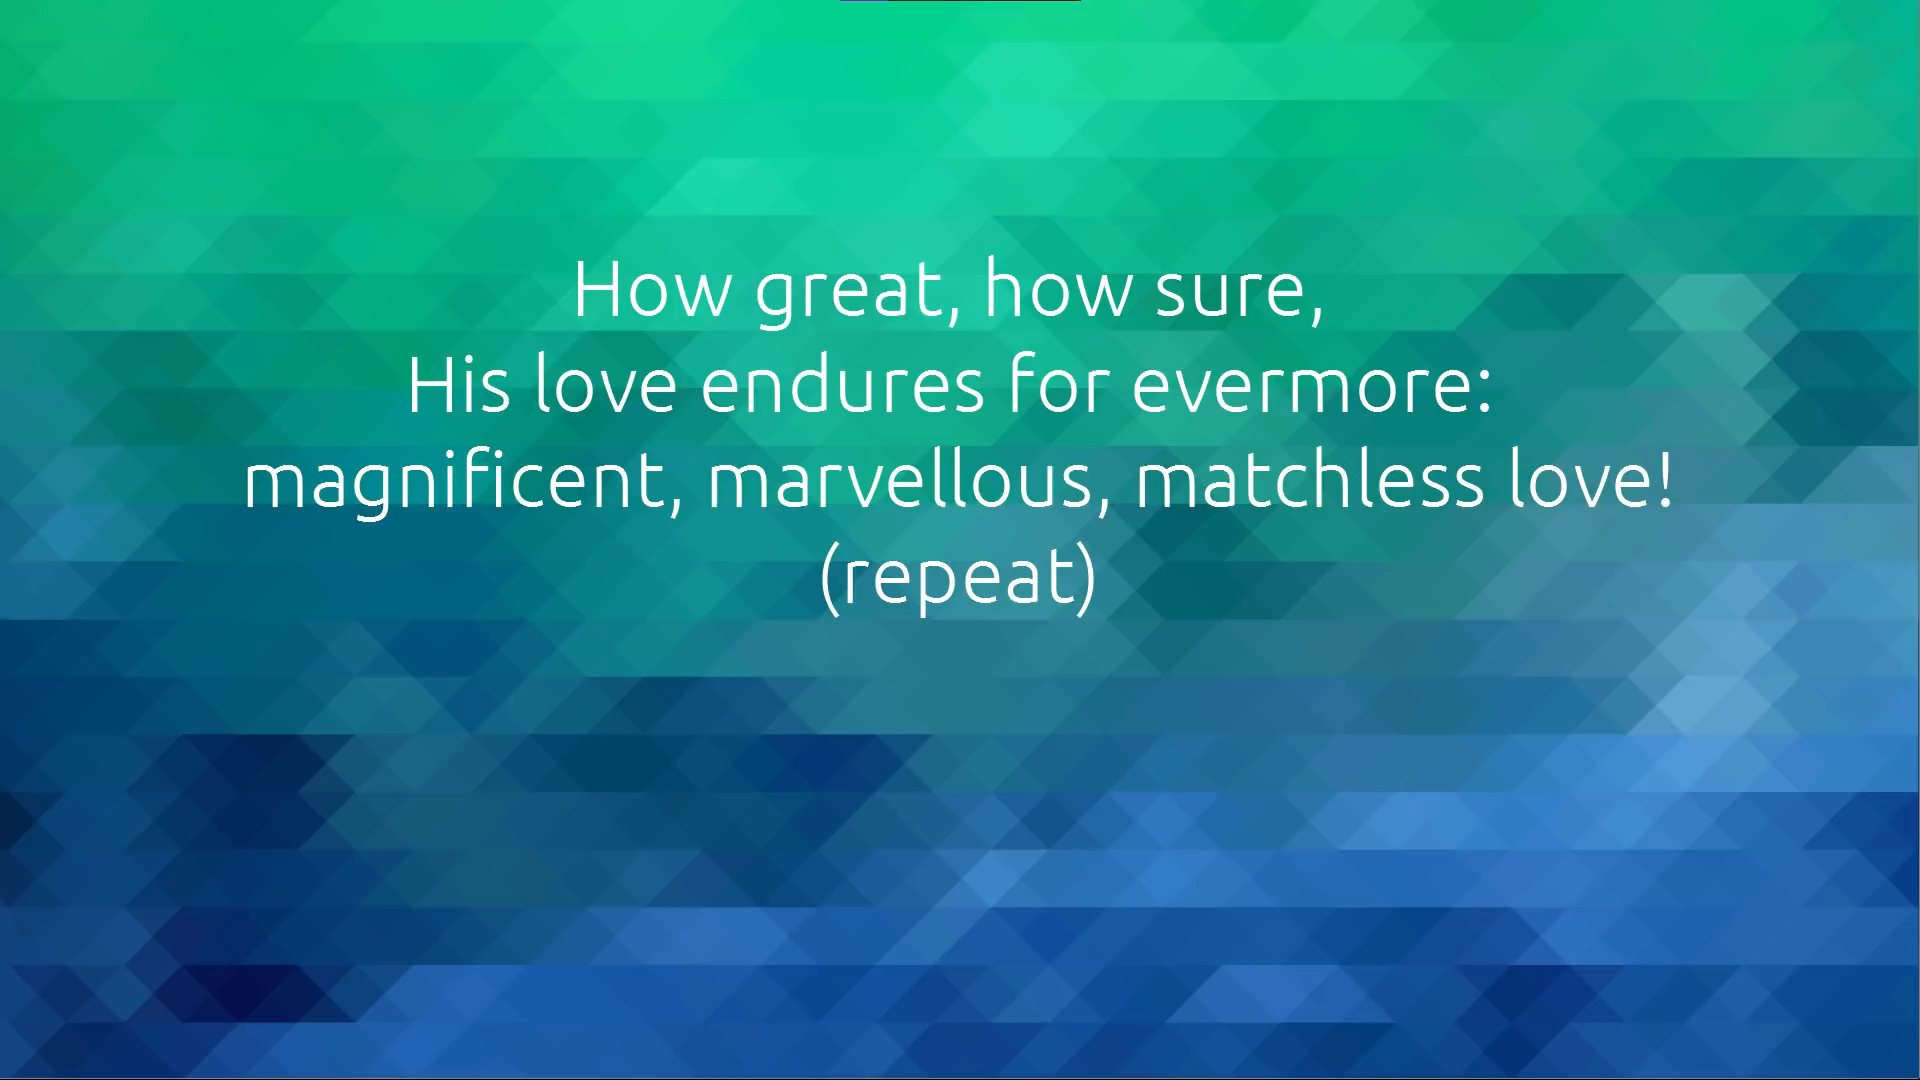 How great, how sure,
His love endures for evermore:
magnificent, marvellous, matchless love!
(repeat)